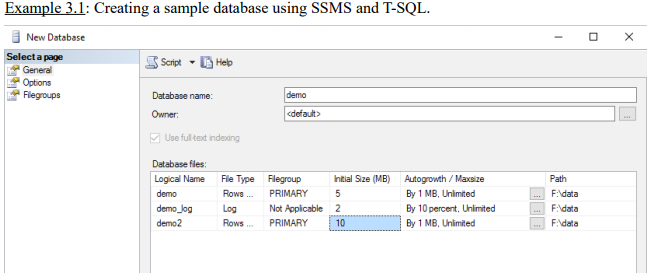 Example 3.1: Creating a sample database using SSMS and T-SQL.
New Database
Select a page
General
Options
Filegroups
Script Help
Database name: demo
Owner: <default> ...
Use full-text indexing
Database files:
Logical Name File Type Filegroup Initial Size (MB) Autogrowth / Maxsize Path
demo Rows ... PRIMARY 5 By 1 MB, Unlimited ... F:\data
demo_log Log Not Applicable 2 By 10 percent, Unlimited ... F:\data
demo2 Rows ... PRIMARY 10 By 1 MB, Unlimited ... F:\data